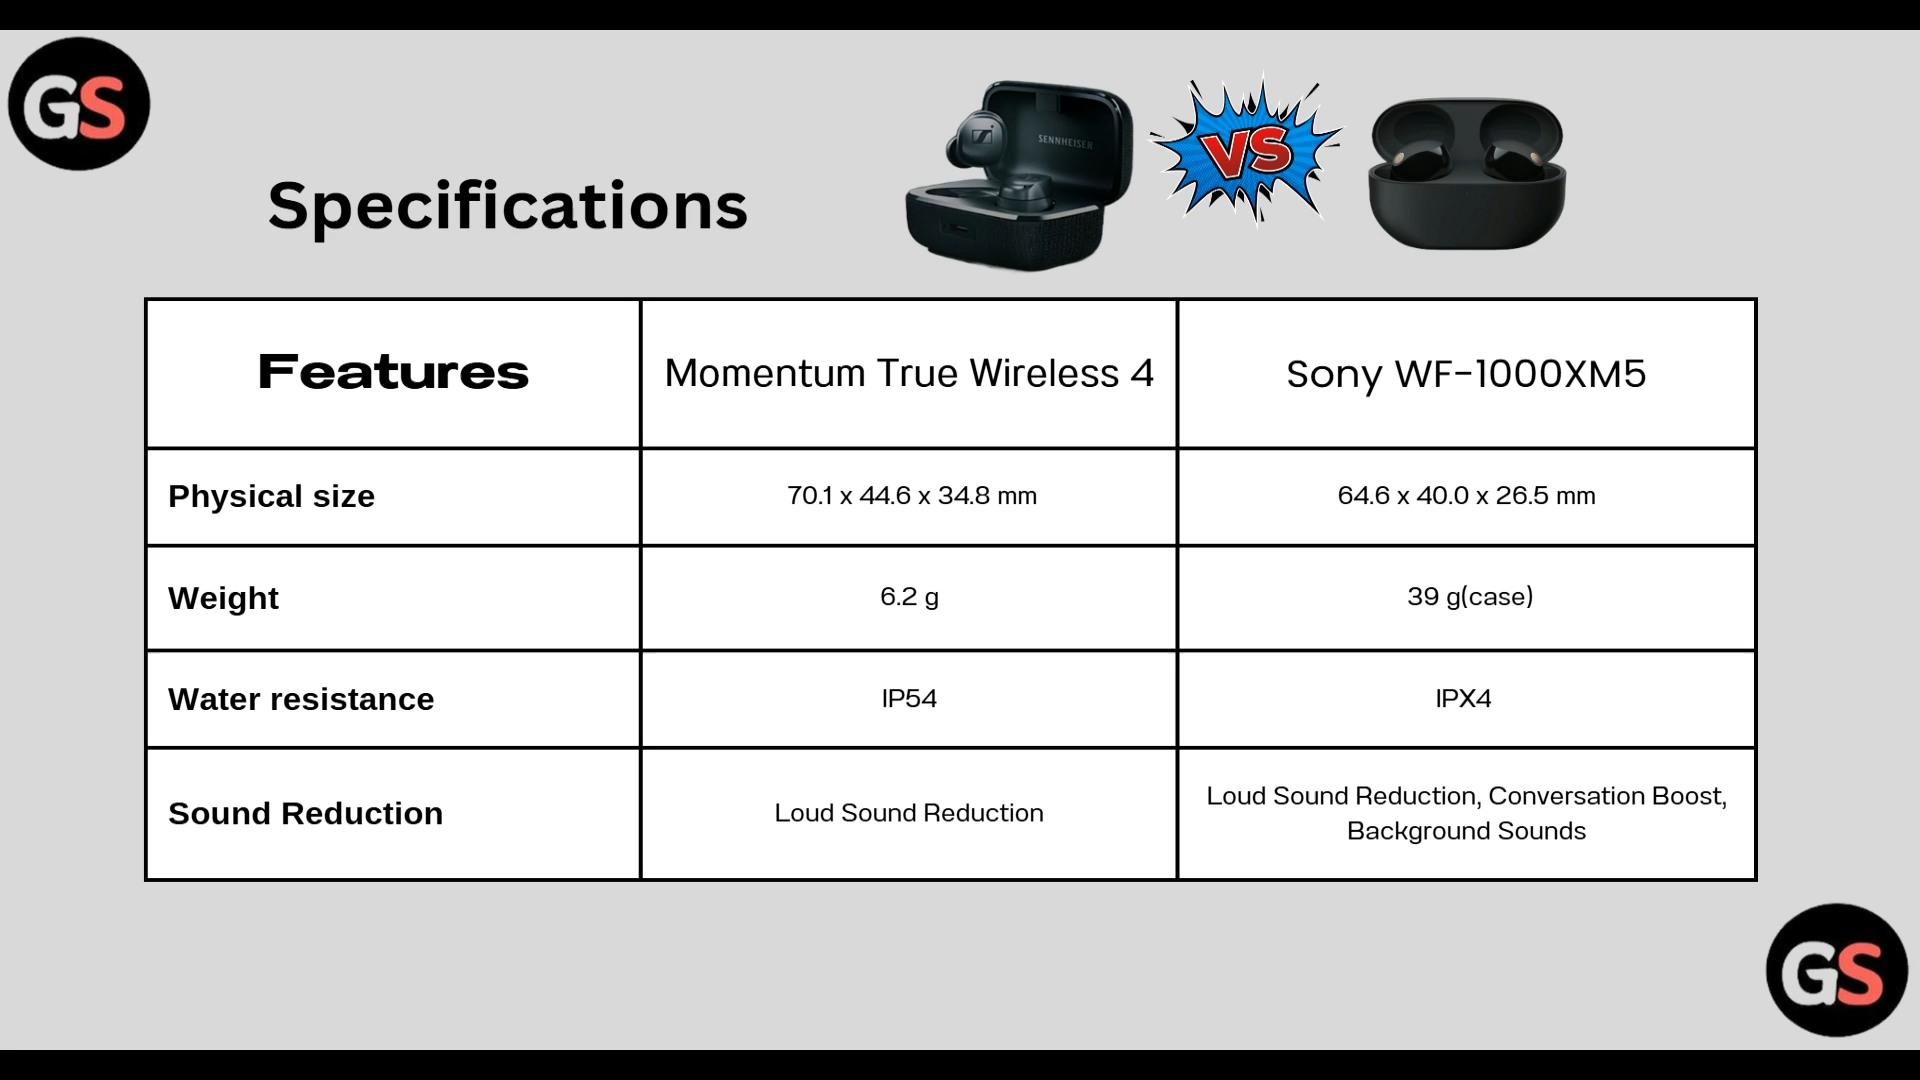 GS
SENNHEISER
VS
Specifications
Features
Momentum True Wireless 4
Sony WF-1000XM5
Physical size
70.1 x 44.6 x 34.8 mm
64.6 x 40.0 x 26.5 mm
Weight
6.2 g
39 g(case)
Water resistance
IP54
IPX4
Sound Reduction
Loud Sound Reduction
Loud Sound Reduction, Conversation Boost,
Background Sounds
GS